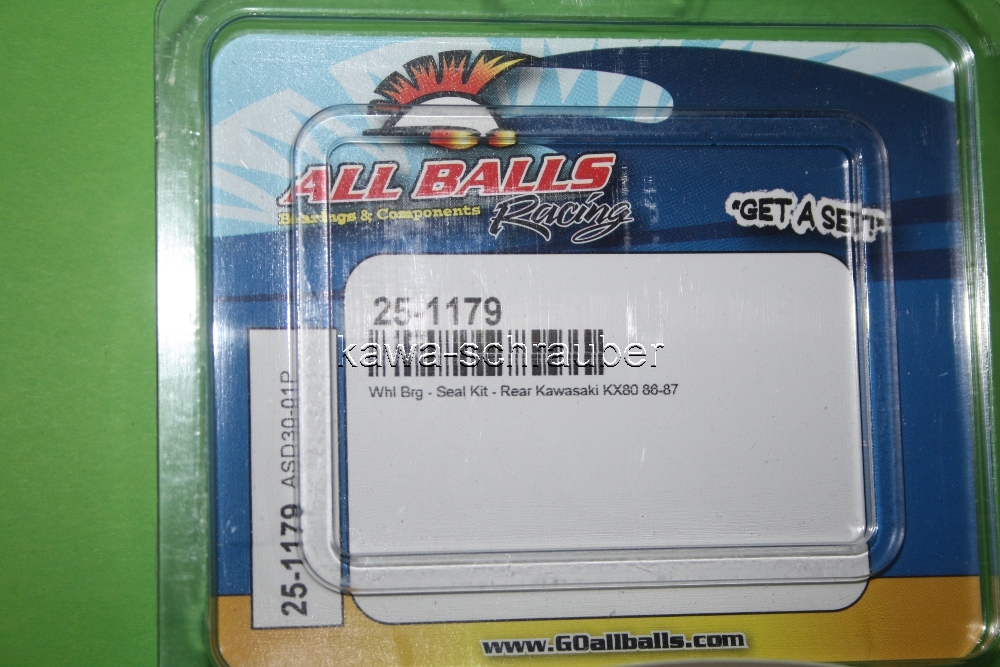 ALL BALLS
Bearings & Components
Racing
"GET A SET!"
25-1179
kawa-schrauber
Whl Brg - Seal Kit - Rear Kawasaki KX80 86-87
25-1179 ASD30-01P
www.GOallballs.com